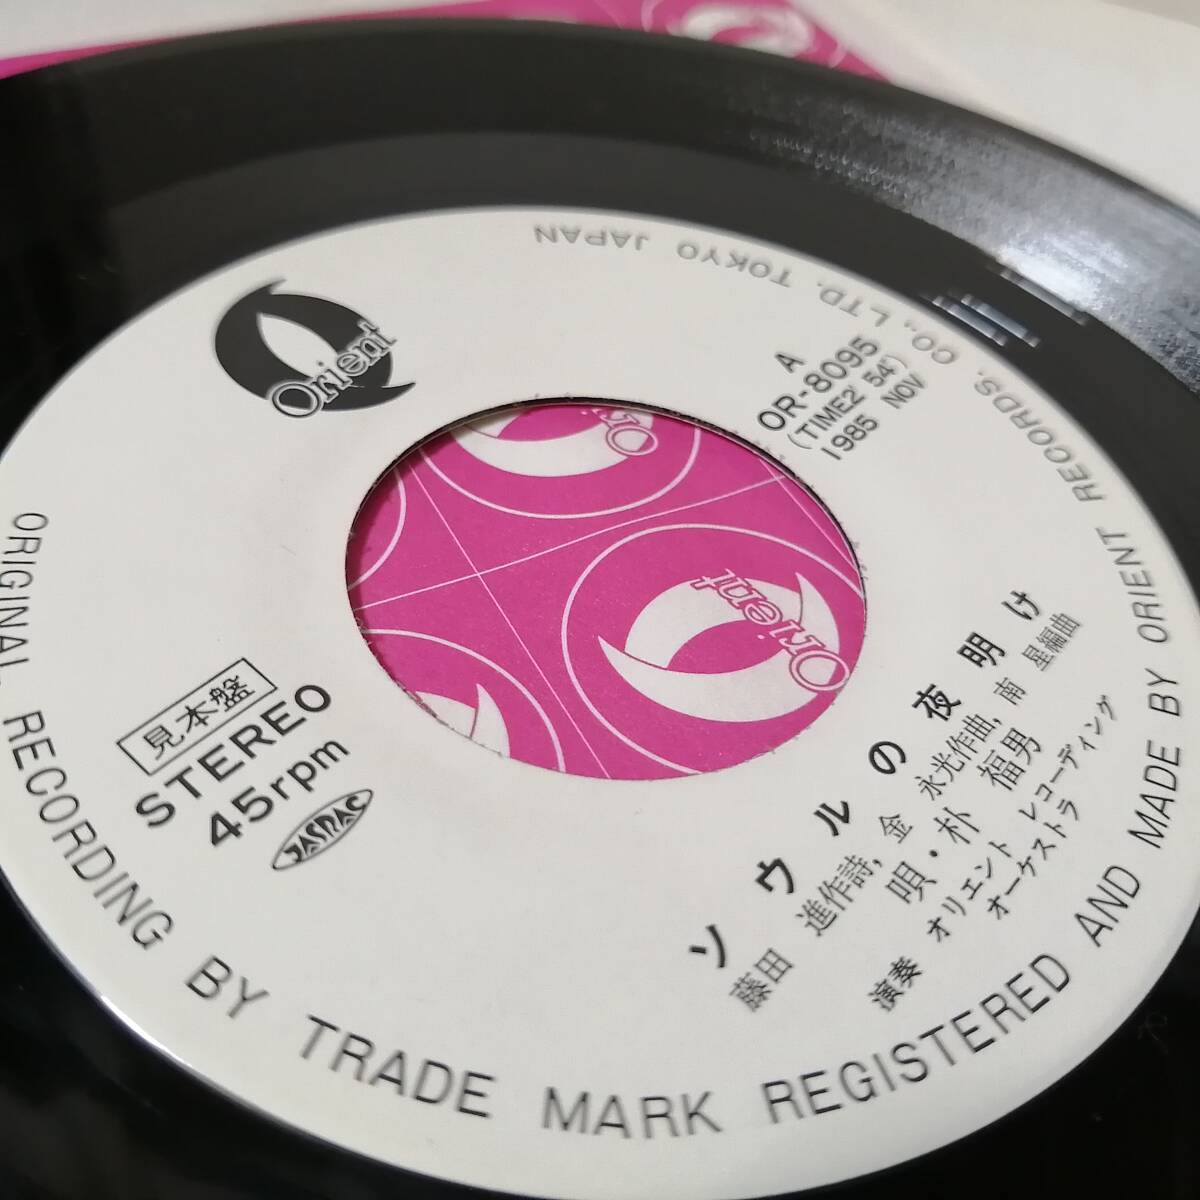 Orient
A
OR-8095
(TIME2′ 54″)
1985 NOV
見本盤
STEREO
45rpm
JASRAC
ソウルの夜明け
藤田 進作詩, 金 永光作曲, 南 星編曲
唄・朴 福男
演奏 オリエント レコーディング
オーケストラ
ORIGINAL RECORDING BY TRADE MARK REGISTERED AND MADE BY ORIENT RECORDS. CO., LTD. TOKYO JAPAN
Orient
Orient